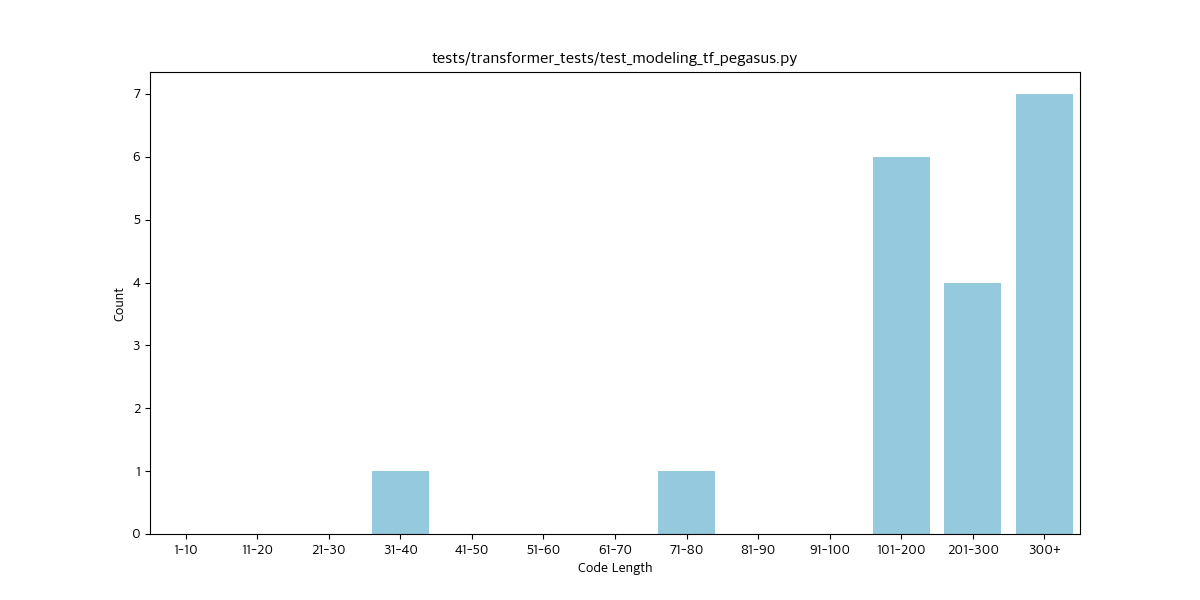 tests/transformer_tests/test_modeling_tf_pegasus.py
7
6
5
4
3
2
1
0
Count
1-10 11-20 21-30 31-40 41-50 51-60 61-70 71-80 81-90 91-100 101-200 201-300 300+
Code Length